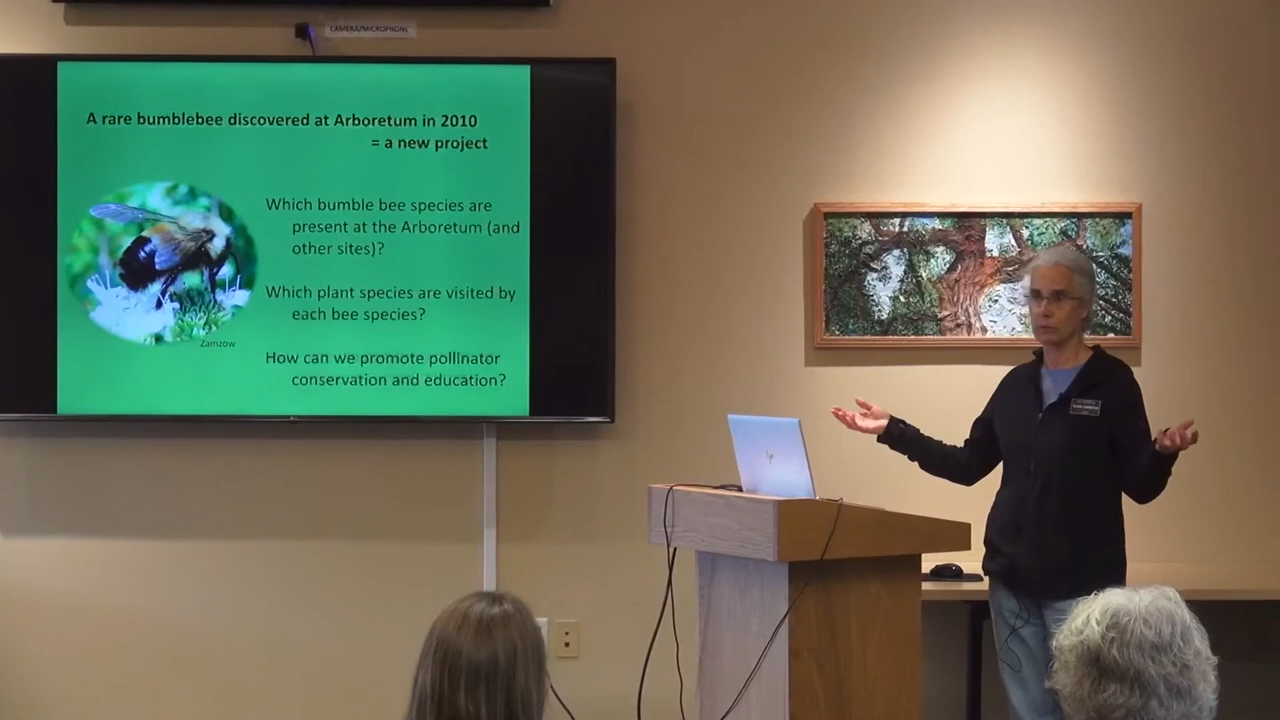 CAMERA/MICROPHONE
A rare bumblebee discovered at Arboretum in 2010
= a new project
Which bumble bee species are
present at the Arboretum (and
other sites)?
Which plant species are visited by
each bee species?
Zamzow
How can we promote pollinator
conservation and education?
hp